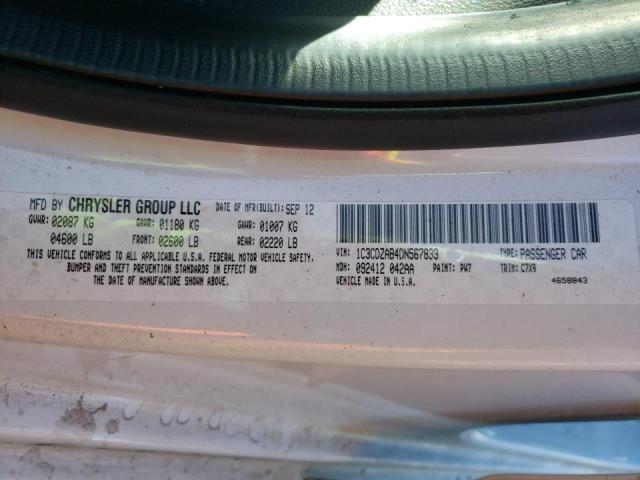 MFD BY CHRYSLER GROUP LLC DATE OF MFR(BUILT): SEP 12
GVWR: 02087 KG GAWR: 01180 KG GAWR: 01007 KG
04600 LB FRONT: 02600 LB REAR: 02220 LB
THIS VEHICLE CONFORMS TO ALL APPLICABLE U.S.A. FEDERAL MOTOR VEHICLE SAFETY,
BUMPER AND THEFT PREVENTION STANDARDS IN EFFECT ON
THE DATE OF MANUFACTURE SHOWN ABOVE.
VIN: 1C3CDZAB4DN567833 TYPE: PASSENGER CAR
MDH: 092412 042AA PAINT: PW7 TRIM: C7X9
VEHICLE MADE IN U.S.A. 4658843